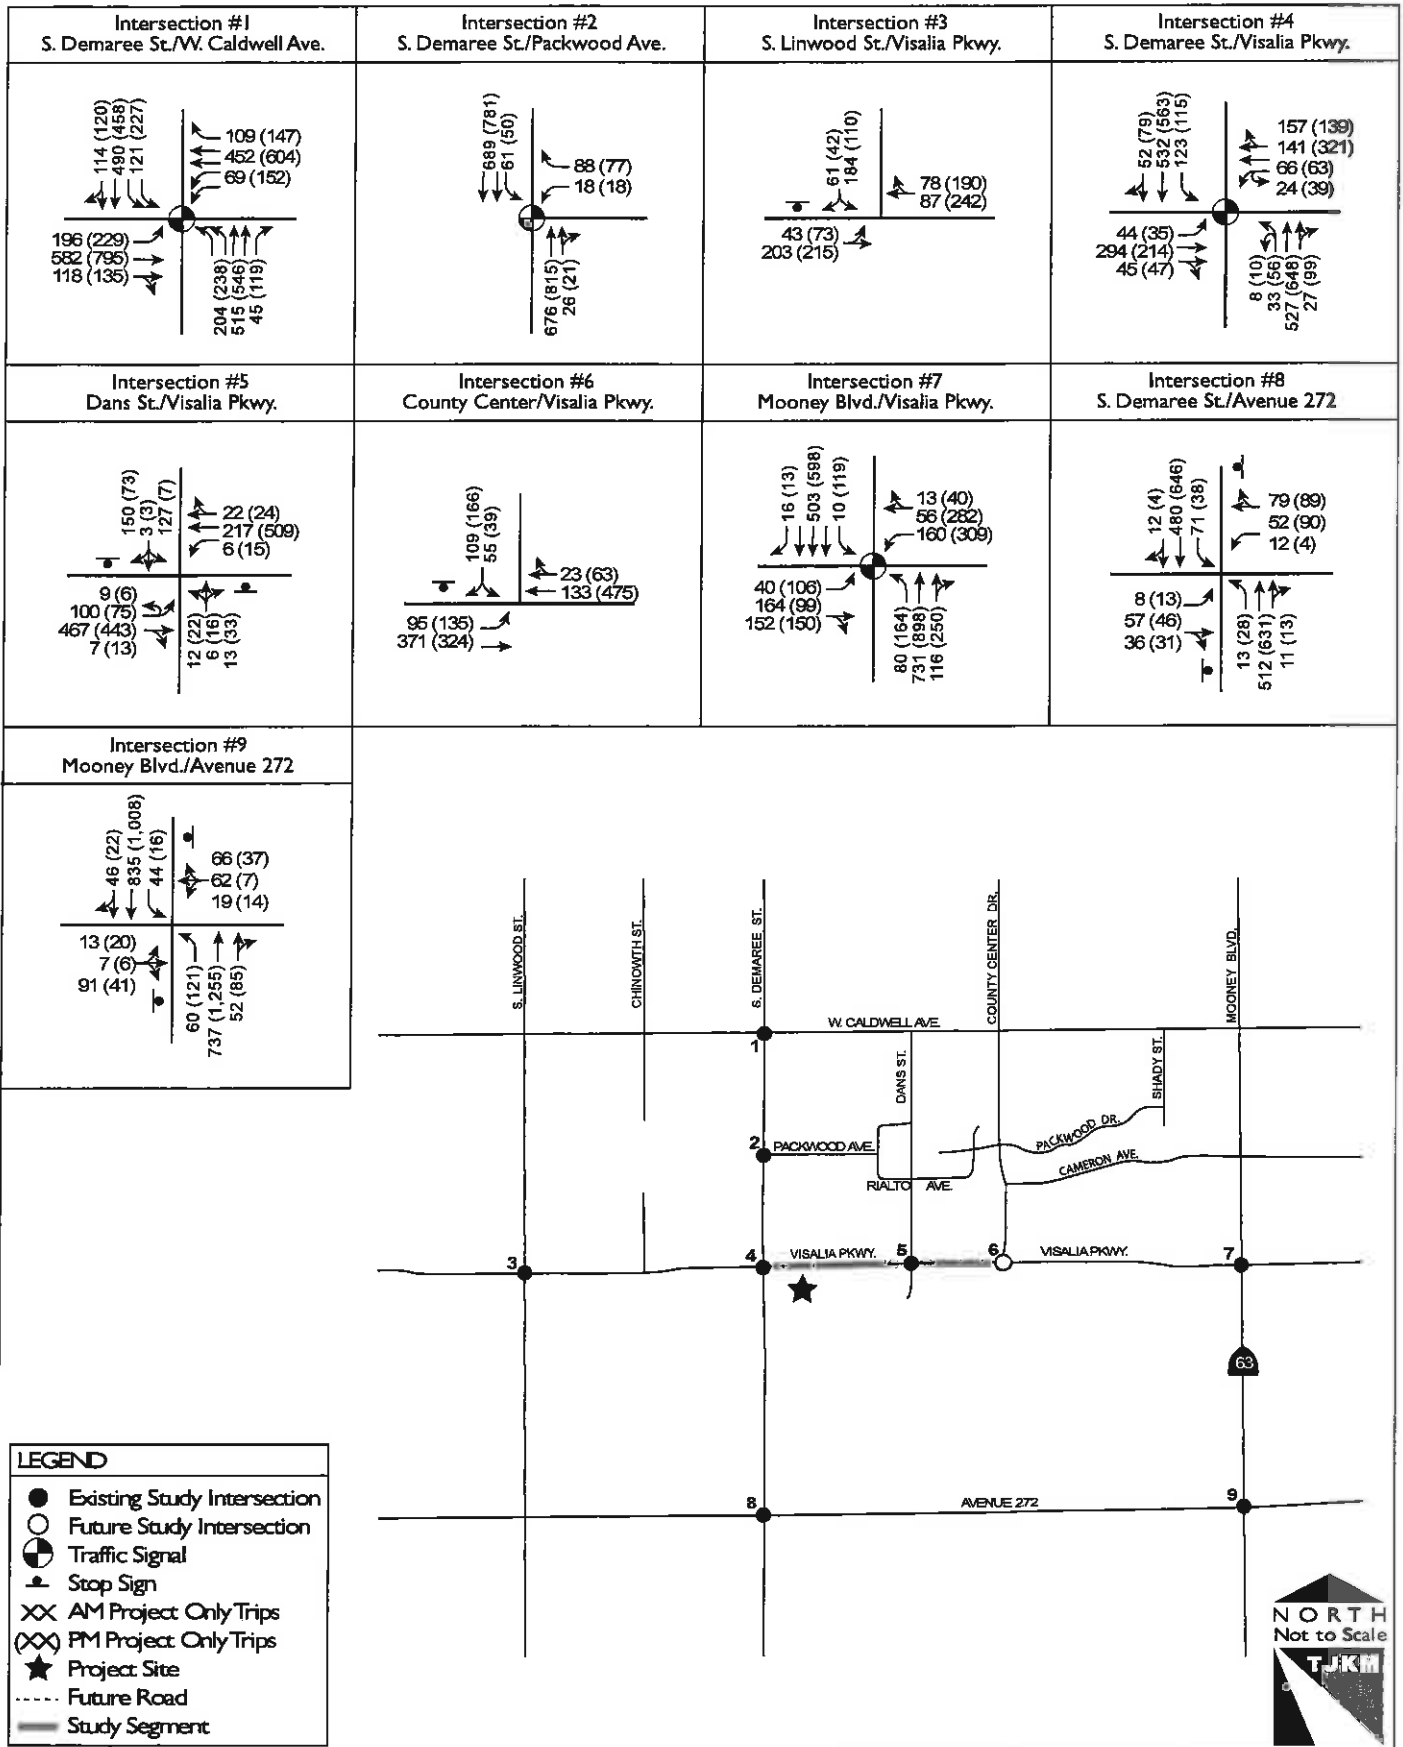 Intersection #1
S. Demaree St./W. Caldwell Ave.
114 (120)
490 (458)
121 (227)
109 (147)
452 (604)
69 (152)
196 (229)
582 (795)
118 (135)
204 (238)
515 (546)
45 (119)
Intersection #2
S. Demaree St./Packwood Ave.
689 (781)
61 (50)
88 (77)
18 (18)
676 (815)
26 (21)
Intersection #3
S. Linwood St./Visalia Pkwy.
61 (42)
184 (110)
78 (190)
87 (242)
43 (73)
203 (215)
Intersection #4
S. Demaree St./Visalia Pkwy.
52 (79)
532 (563)
123 (115)
157 (139)
141 (321)
66 (63)
24 (39)
44 (35)
294 (214)
45 (47)
8 (10)
33 (56)
527 (648)
27 (99)
Intersection #5
Dans St./Visalia Pkwy.
150 (73)
3 (3)
127 (7)
22 (24)
217 (509)
6 (15)
9 (6)
100 (75)
467 (443)
7 (13)
12 (22)
6 (16)
13 (33)
Intersection #6
County Center/Visalia Pkwy.
109 (166)
55 (39)
23 (63)
133 (475)
95 (135)
371 (324)
Intersection #7
Mooney Blvd./Visalia Pkwy.
16 (13)
503 (598)
10 (119)
13 (40)
56 (282)
160 (309)
40 (106)
164 (99)
152 (150)
80 (164)
731 (898)
116 (250)
Intersection #8
S. Demaree St./Avenue 272
12 (4)
480 (646)
71 (38)
79 (89)
52 (90)
12 (4)
8 (13)
57 (46)
36 (31)
13 (28)
512 (631)
11 (13)
Intersection #9
Mooney Blvd./Avenue 272
46 (22)
835 (1,008)
44 (16)
66 (37)
62 (7)
19 (14)
13 (20)
7 (6)
91 (41)
60 (121)
737 (1,255)
52 (85)
S. LINWOOD ST.
CHINOWTH ST.
S. DEMAREE ST.
COUNTY CENTER DR.
MOONEY BLVD.
W. CALDWELL AVE.
1
DANS ST.
SHADY ST.
2
PACKWOOD AVE.
PACKWOOD DR.
CAMERON AVE.
RIALTO AVE.
3
4
VISALIA PKWY.
5
6
VISALIA PKWY.
7
63
8
AVENUE 272
9
LEGEND
Existing Study Intersection
Future Study Intersection
Traffic Signal
Stop Sign
XX AM Project Only Trips
(XX) PM Project Only Trips
Project Site
Future Road
Study Segment
NORTH
Not to Scale
TJKM